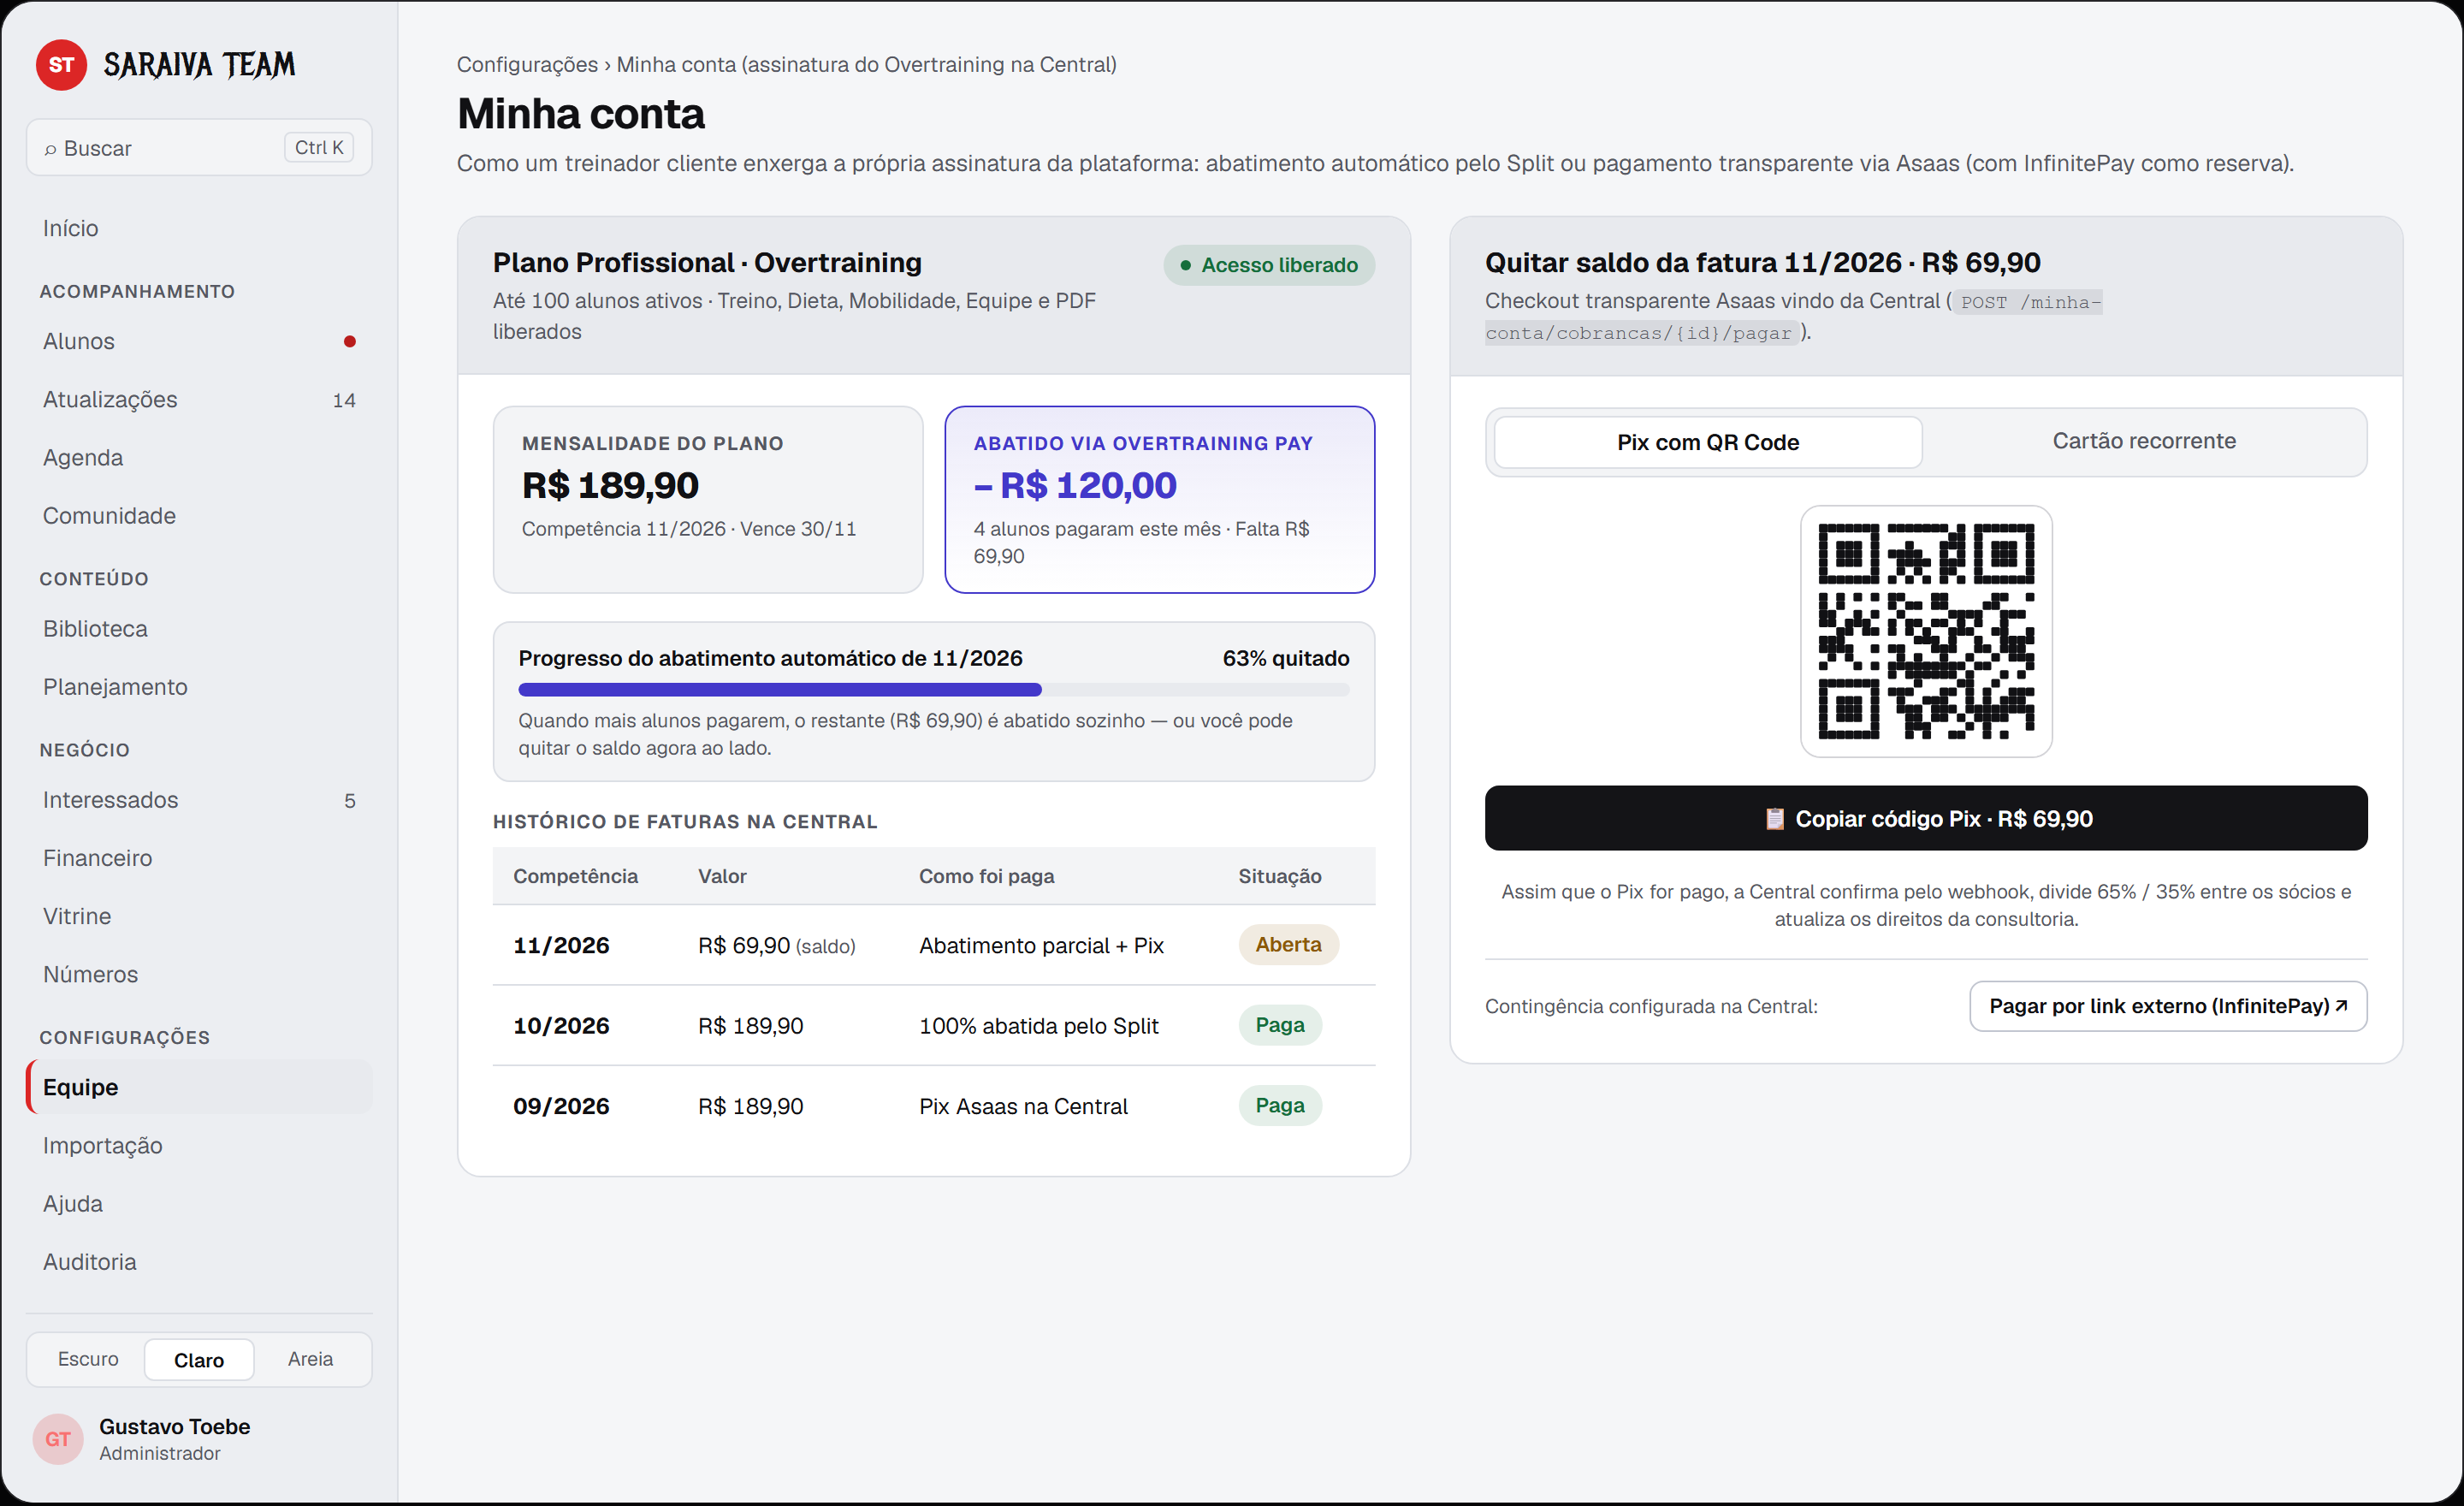 ST SARAIVA TEAM
⌕ Buscar Ctrl K
Início
ACOMPANHAMENTO
Alunos
Atualizações 14
Agenda
Comunidade
CONTEÚDO
Biblioteca
Planejamento
NEGÓCIO
Interessados 5
Financeiro
Vitrine
Números
CONFIGURAÇÕES
Equipe
Importação
Ajuda
Auditoria
Escuro Claro Areia
GT Gustavo Toebe
Administrador
Configurações › Minha conta (assinatura do Overtraining na Central)
Minha conta
Como um treinador cliente enxerga a própria assinatura da plataforma: abatimento automático pelo Split ou pagamento transparente via Asaas (com InfinitePay como reserva).
Plano Profissional · Overtraining
Acesso liberado
Até 100 alunos ativos · Treino, Dieta, Mobilidade, Equipe e PDF
liberados
MENSALIDADE DO PLANO
R$ 189,90
Competência 11/2026 · Vence 30/11
ABATIDO VIA OVERTRAINING PAY
– R$ 120,00
4 alunos pagaram este mês · Falta R$
69,90
Progresso do abatimento automático de 11/2026 63% quitado
Quando mais alunos pagarem, o restante (R$ 69,90) é abatido sozinho — ou você pode
quitar o saldo agora ao lado.
HISTÓRICO DE FATURAS NA CENTRAL
Competência Valor Como foi paga Situação
11/2026 R$ 69,90 (saldo) Abatimento parcial + Pix Aberta
10/2026 R$ 189,90 100% abatida pelo Split Paga
09/2026 R$ 189,90 Pix Asaas na Central Paga
Quitar saldo da fatura 11/2026 · R$ 69,90
Checkout transparente Asaas vindo da Central ( POST /minha-
conta/cobrancas/{id}/pagar ).
Pix com QR Code Cartão recorrente
📋 Copiar código Pix · R$ 69,90
Assim que o Pix for pago, a Central confirma pelo webhook, divide 65% / 35% entre os sócios e
atualiza os direitos da consultoria.
Contingência configurada na Central: Pagar por link externo (InfinitePay) ↗